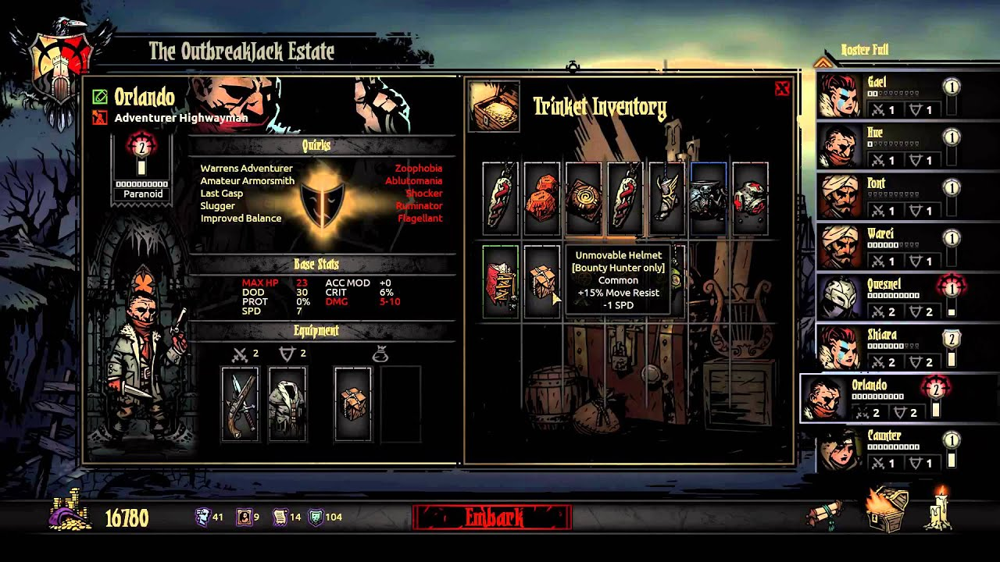 The OutbreakJack Estate
Roster Full
Orlando
Adventurer Highwayman
2
Paranoid
Quirks
Warrens Adventurer
Amateur Armorsmith
Last Gasp
Slugger
Improved Balance
Zoophobia
Ablutomania
Shocker
Ruminator
Flagellant
Base Stats
MAX HP 23 ACC MOD +0
DOD 30 CRIT 6%
PROT 0% DMG 5-10
SPD 7
Equipment
2 2
Trinket Inventory
Unmovable Helmet
[Bounty Hunter only]
Common
+15% Move Resist
-1 SPD
Gael 1
1 1
Hue 1
1 1
Font 1
1 1
Warei 1
1 1
Quesnel 1
2 2
Shiara 2
2 2
Orlando 2
2 2
Caunter 1
1 1
16780 41 9 14 104
Embark